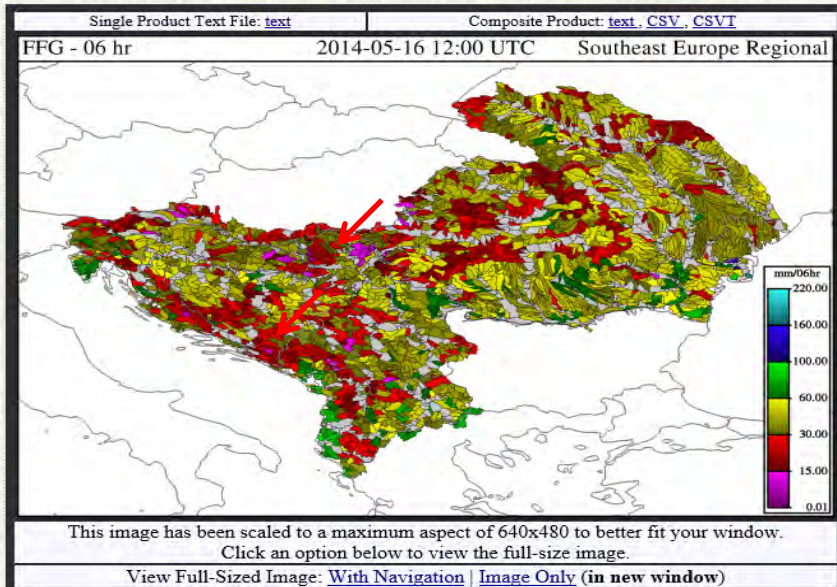 Single Product Text File: text
Composite Product: text , CSV , CSVT
FFG - 06 hr 2014-05-16 12:00 UTC Southeast Europe Regional
mm/06hr
220.00
160.00
100.00
60.00
30.00
15.00
0.01
This image has been scaled to a maximum aspect of 640x480 to better fit your window.
Click an option below to view the full-size image.
View Full-Sized Image: With Navigation | Image Only (in new window)